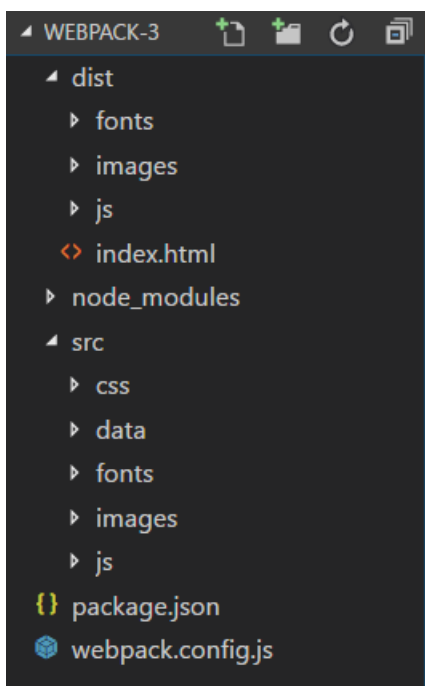 WEBPACK-3
dist
fonts
images
js
index.html
node_modules
src
css
data
fonts
images
js
package.json
webpack.config.js